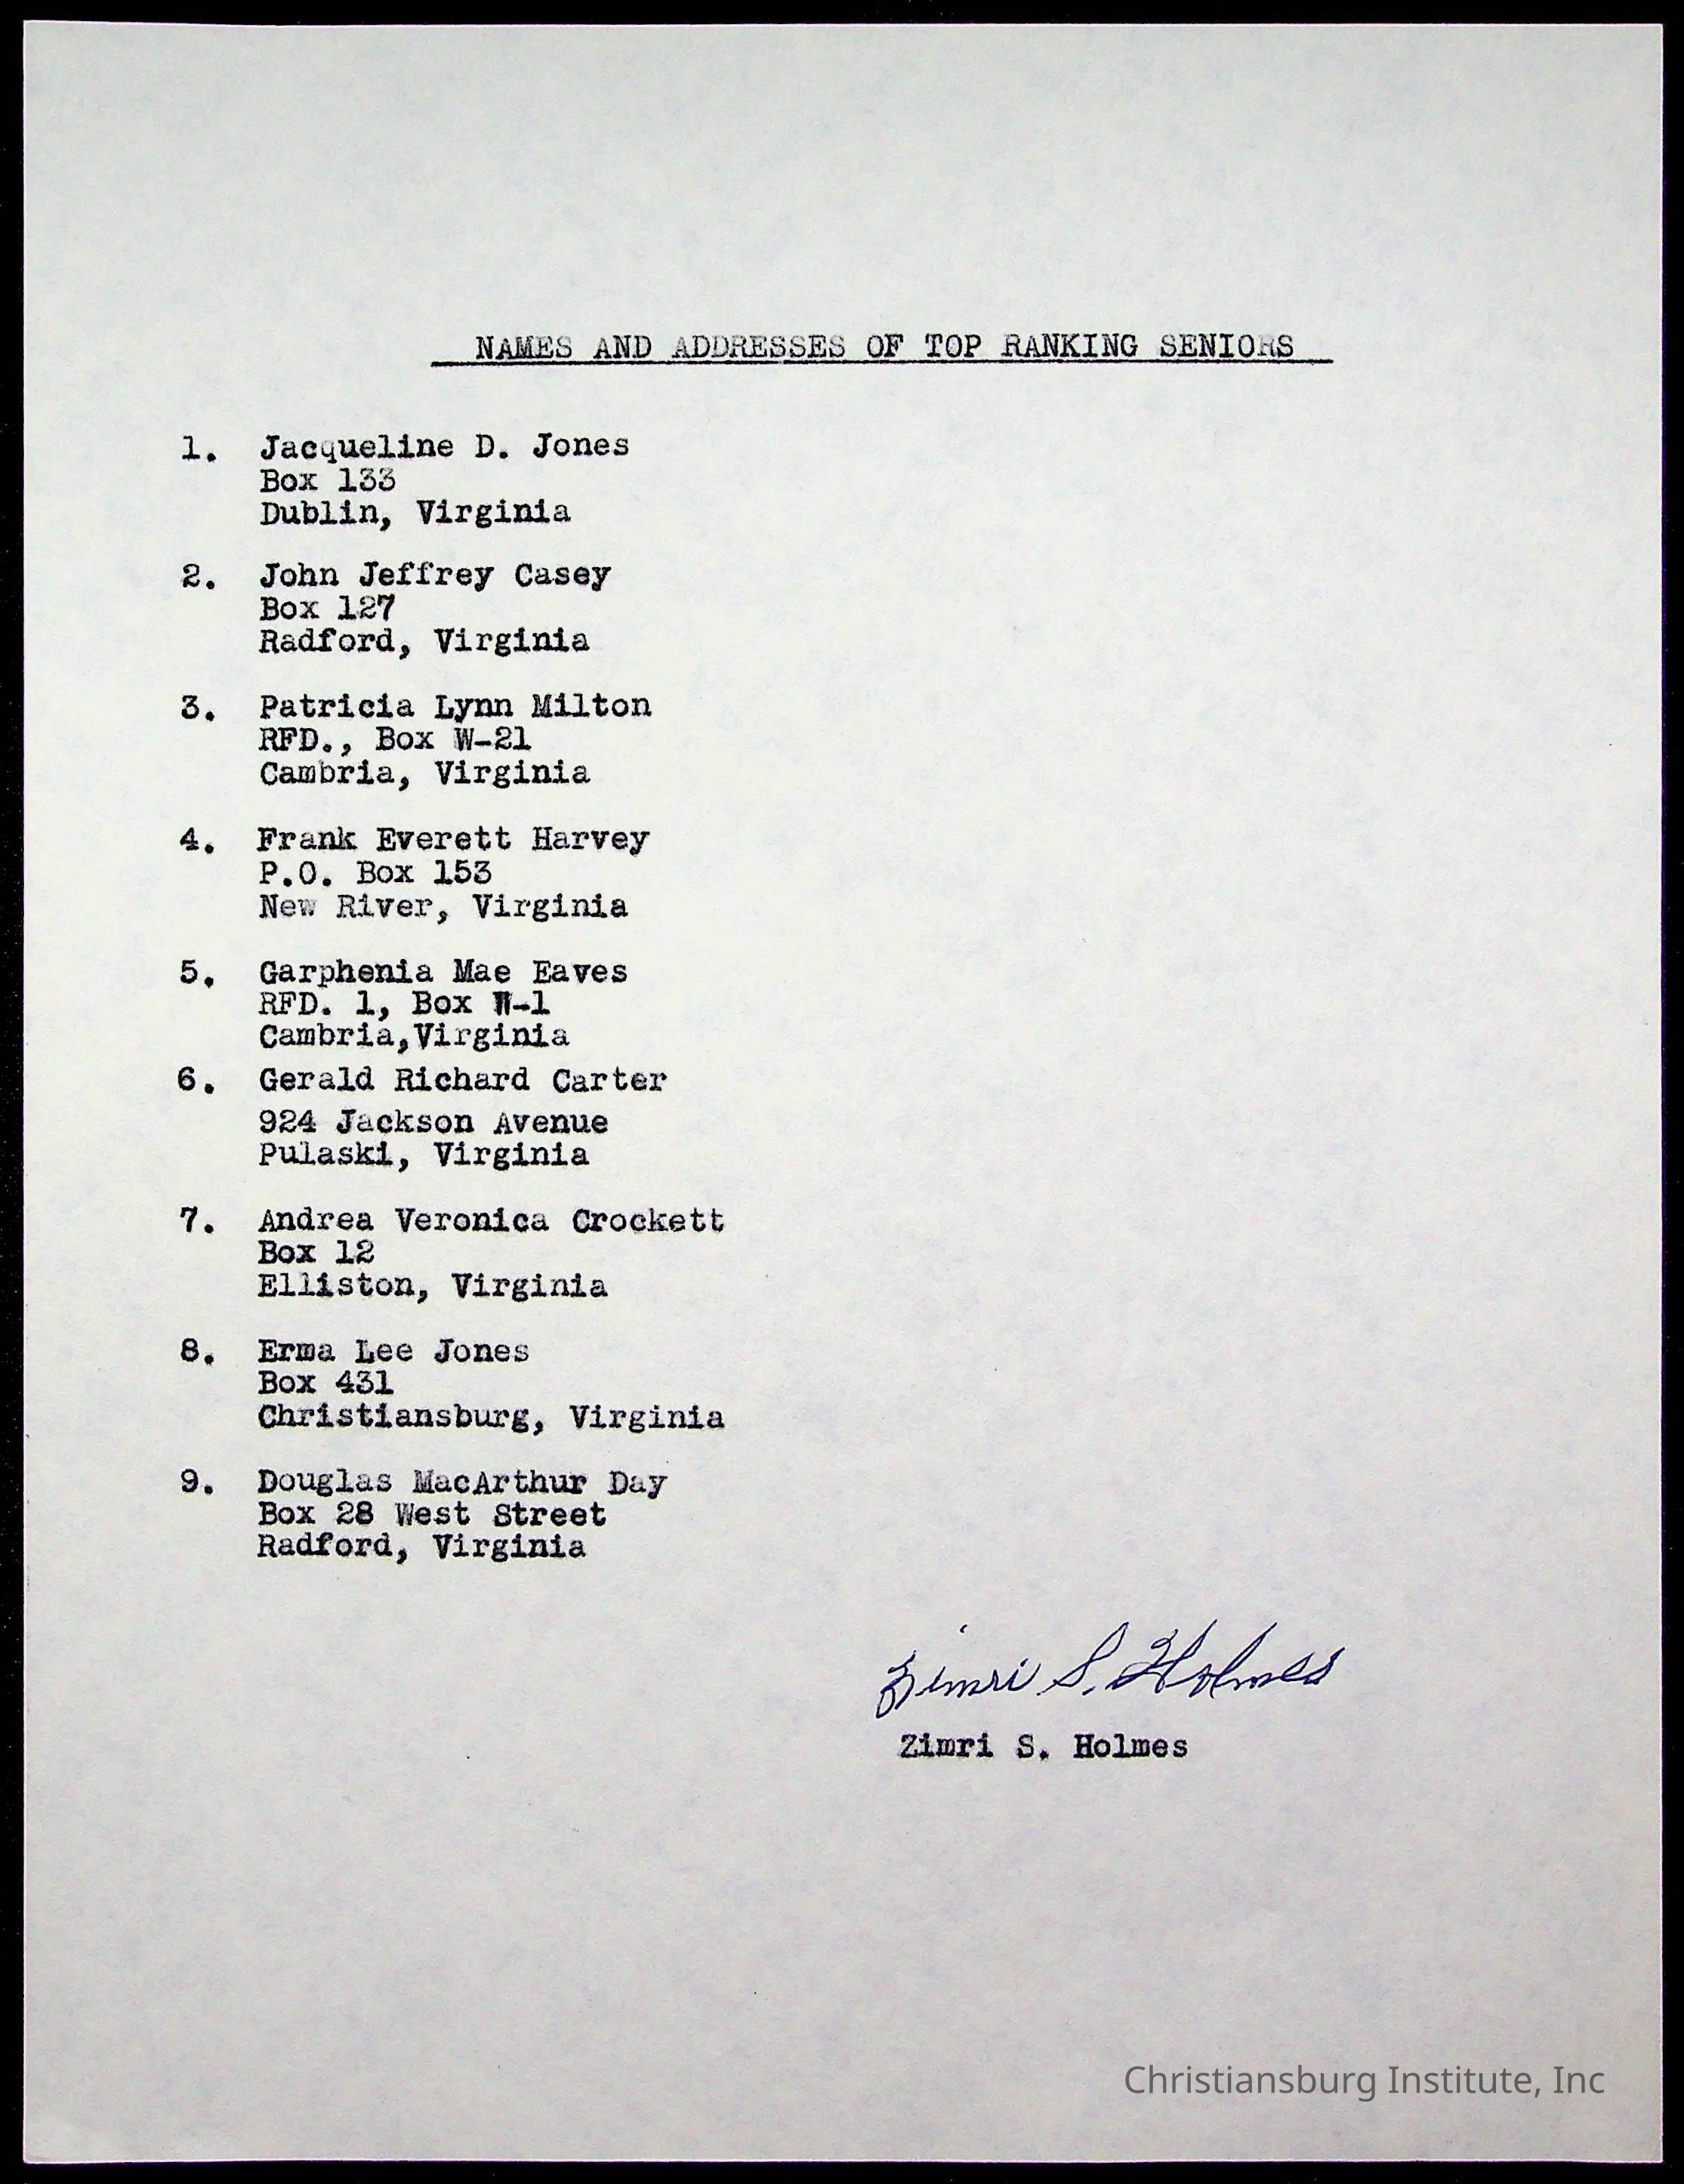 NAMES AND ADDRESSES OF TOP RANKING SENIORS
1. Jacqueline D. Jones
Box 133
Dublin, Virginia
2. John Jeffrey Casey
Box 127
Radford, Virginia
3. Patricia Lynn Milton
RFD., Box W-21
Cambria, Virginia
4. Frank Everett Harvey
P.O. Box 153
New River, Virginia
5. Garphenia Mae Eaves
RFD. 1, Box W-1
Cambria,Virginia
6. Gerald Richard Carter
924 Jackson Avenue
Pulaski, Virginia
7. Andrea Veronica Crockett
Box 12
Elliston, Virginia
8. Erma Lee Jones
Box 431
Christiansburg, Virginia
9. Douglas MacArthur Day
Box 28 West Street
Radford, Virginia
Zimri S. Holmes
Zimri S. Holmes
Christiansburg Institute, Inc